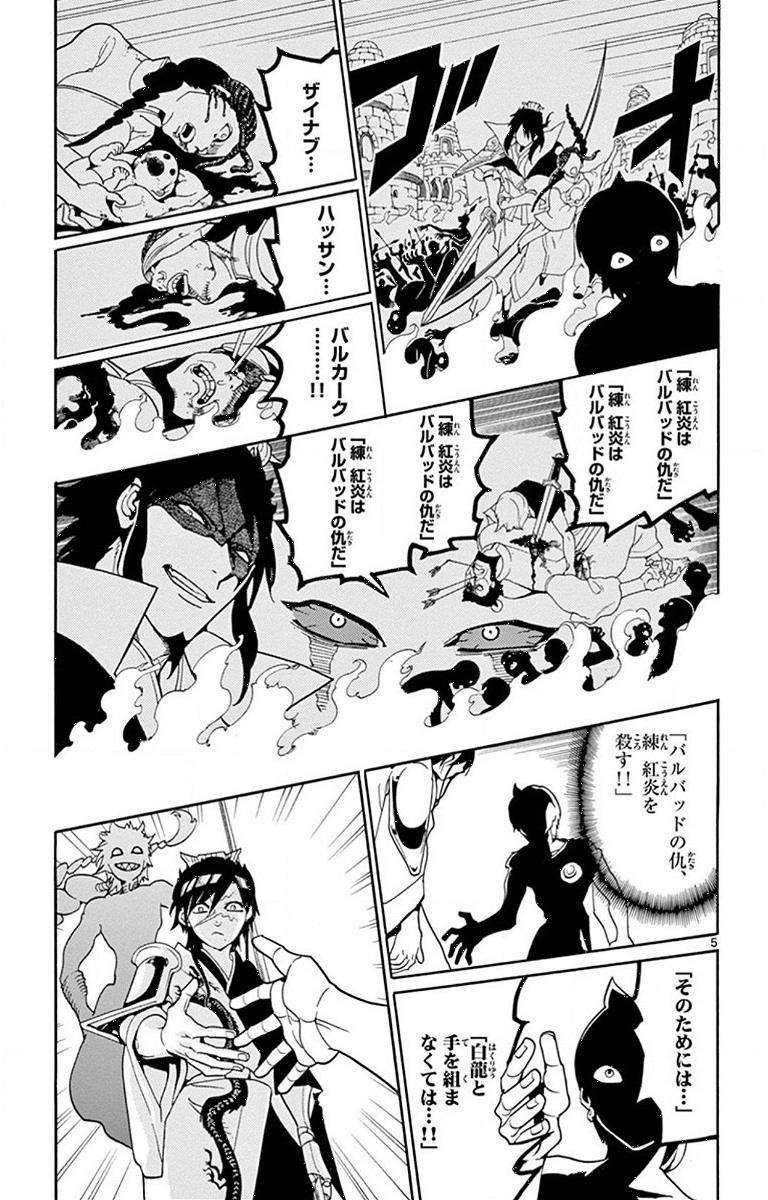 オオオ
ザイナブ…
ハッサン…
バルカーク
………!!
「練 紅炎は
バルバッドの仇だ」
「練 紅炎は
バルバッドの仇だ」
「練 紅炎は
バルバッドの仇だ」
「練 紅炎は
バルバッドの仇だ」
「バルバッドの仇、
練 紅炎を
殺す!!」
5
「そのためには…」
「白龍と
手を組ま
なくては…!!」